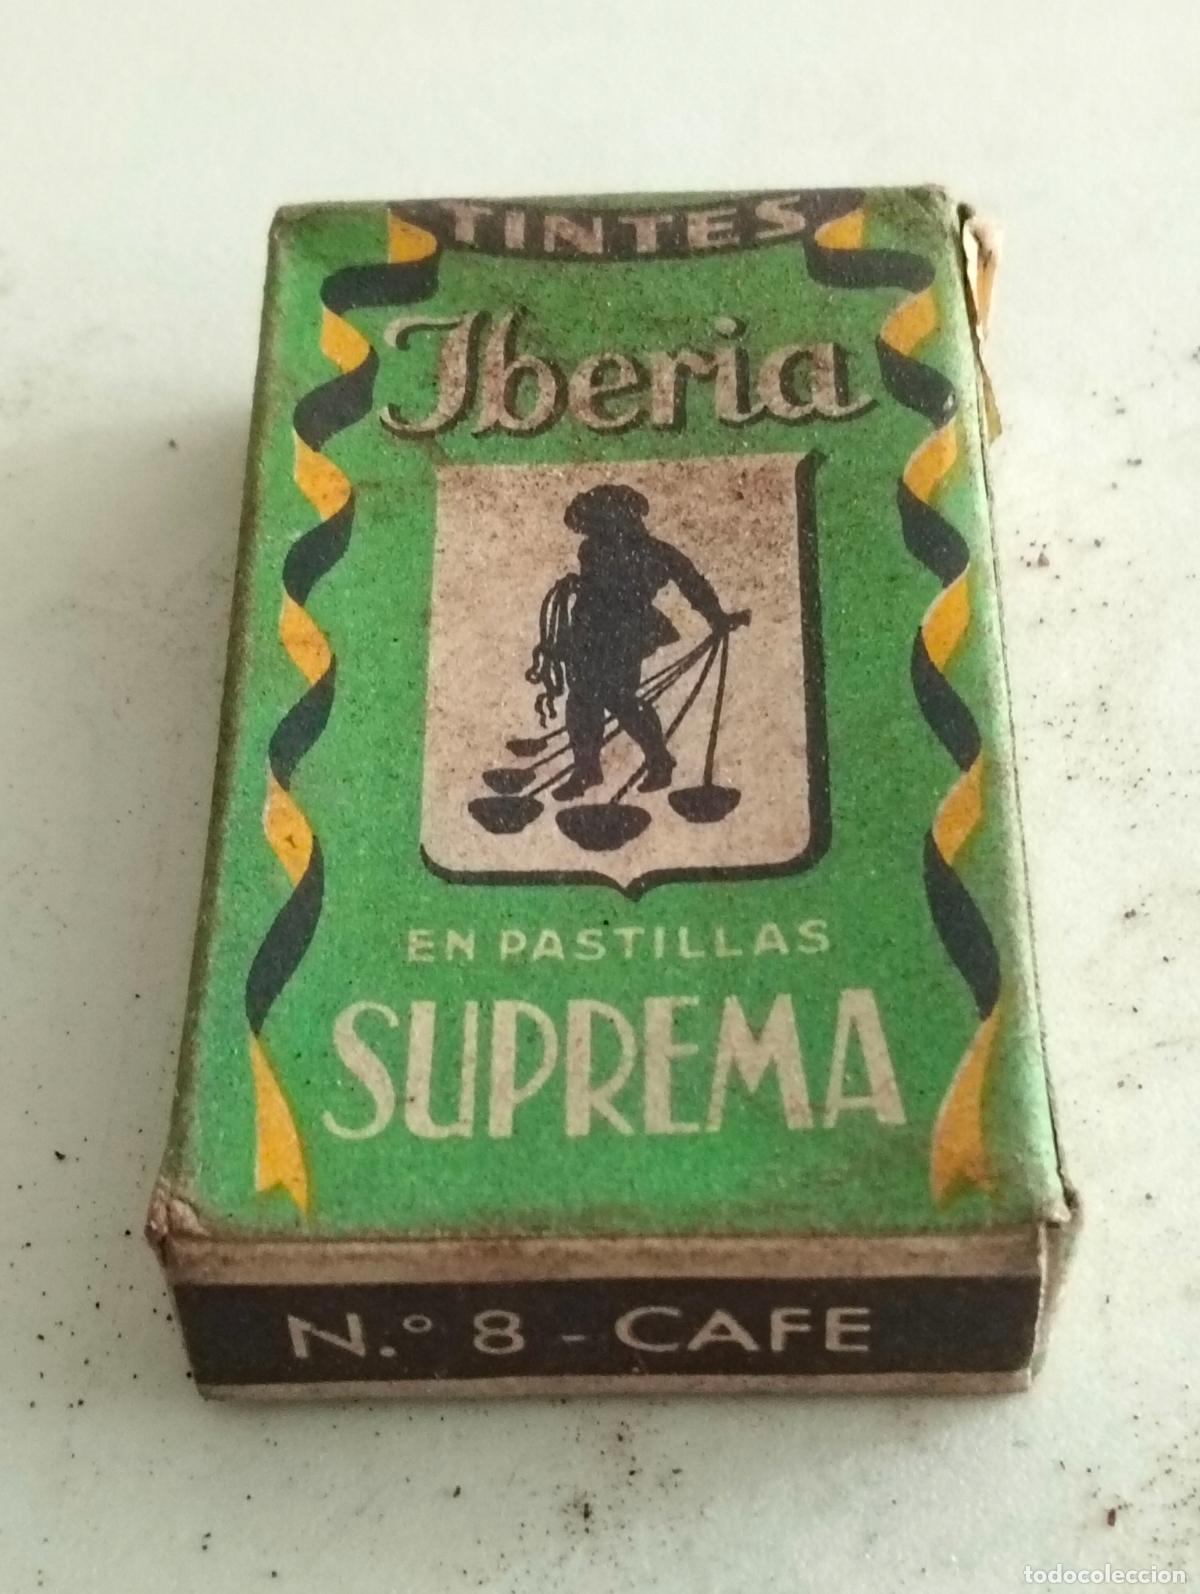 TINTES
Iberia
EN PASTILLAS
SUPREMA
N.° 8 - CAFE
todocoleccion